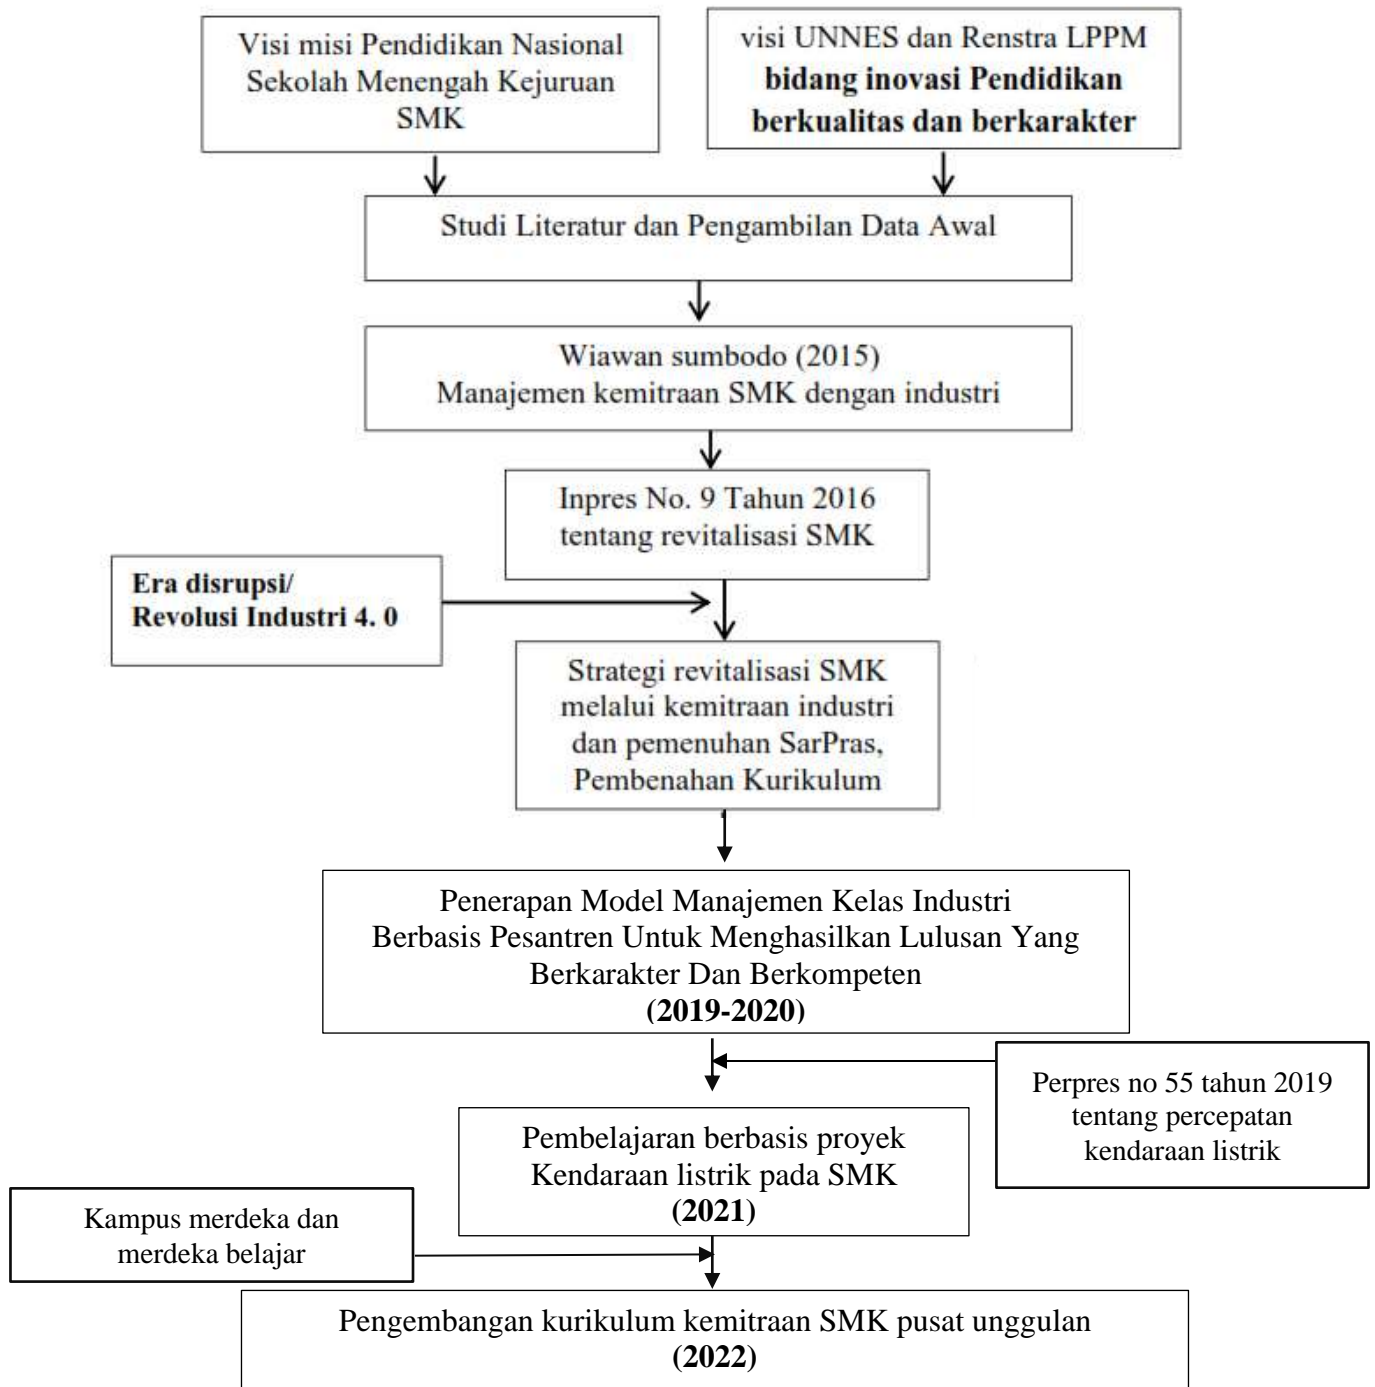 Visi misi Pendidikan Nasional
Sekolah Menengah Kejuruan
SMK
visi UNNES dan Renstra LPPM
bidang inovasi Pendidikan
berkualitas dan berkarakter
Studi Literatur dan Pengambilan Data Awal
Wiawan sumbodo (2015)
Manajemen kemitraan SMK dengan industri
Inpres No. 9 Tahun 2016
tentang revitalisasi SMK
Era disrupsi/
Revolusi Industri 4. 0
Strategi revitalisasi SMK
melalui kemitraan industri
dan pemenuhan SarPras,
Pembenahan Kurikulum
Penerapan Model Manajemen Kelas Industri
Berbasis Pesantren Untuk Menghasilkan Lulusan Yang
Berkarakter Dan Berkompeten
(2019-2020)
Perpres no 55 tahun 2019
tentang percepatan
kendaraan listrik
Pembelajaran berbasis proyek
Kendaraan listrik pada SMK
(2021)
Kampus merdeka dan
merdeka belajar
Pengembangan kurikulum kemitraan SMK pusat unggulan
(2022)